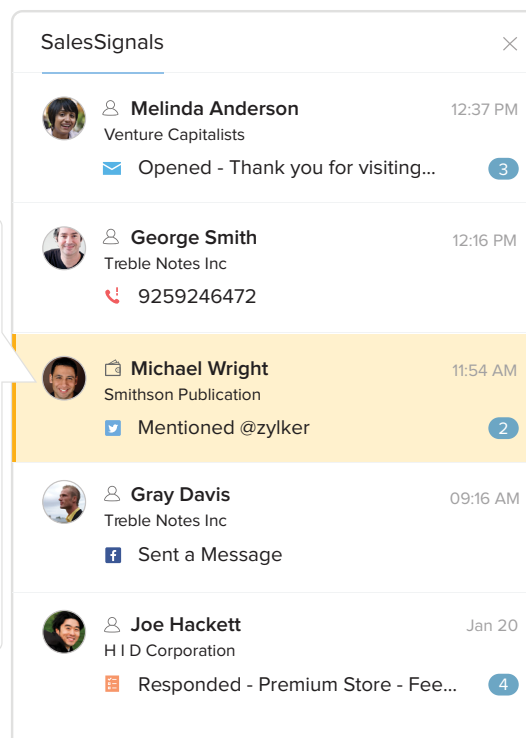 SalesSignals
Melinda Anderson 12:37 PM
Venture Capitalists
Opened - Thank you for visiting... 3
George Smith 12:16 PM
Treble Notes Inc
9259246472
Michael Wright 11:54 AM
Smithson Publication
Mentioned @zylker 2
Gray Davis 09:16 AM
Treble Notes Inc
Sent a Message
Joe Hackett Jan 20
H I D Corporation
Responded - Premium Store - Fee... 4